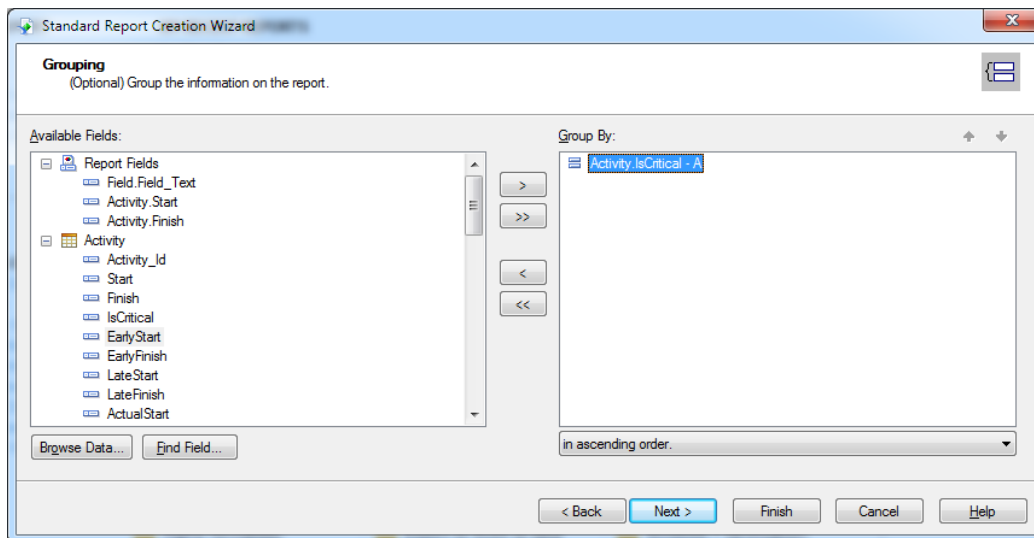 Standard Report Creation Wizard
x
Grouping
(Optional) Group the information on the report.
Available Fields:
Group By:
Report Fields
Field.Field_Text
Activity.Start
Activity.Finish
Activity
Activity_Id
Start
Finish
IsCritical
EarlyStart
EarlyFinish
LateStart
LateFinish
ActualStart
>
>>
<
<<
Activity.IsCritical - A
in ascending order.
Browse Data...
Find Field...
< Back
Next >
Finish
Cancel
Help